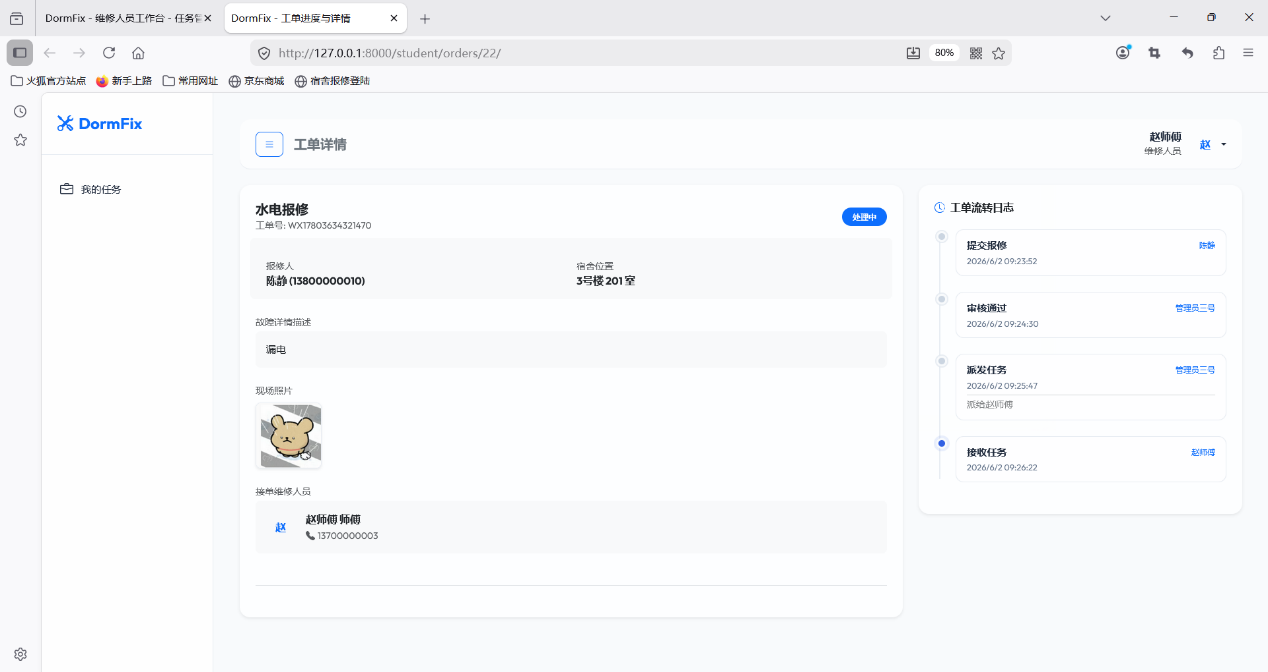 DormFix - 维修人员工作台 - 任务管
DormFix - 工单进度与详情
http://127.0.0.1:8000/student/orders/22/
80%
火狐官方站点
新手上路
常用网址
京东商城
宿舍报修登陆
DormFix
我的任务
工单详情
赵师傅
维修人员
赵
水电报修
工单号: WX17803634321470
处理中
报修人
陈静 (13800000010)
宿舍位置
3号楼 201 室
故障详情描述
漏电
现场照片
接单维修人员
赵
赵师傅 师傅
13700000003
工单流转日志
提交报修
陈静
2026/6/2 09:23:52
审核通过
管理员三号
2026/6/2 09:24:30
派发任务
管理员三号
2026/6/2 09:25:47
派给赵师傅
接收任务
赵师傅
2026/6/2 09:26:22